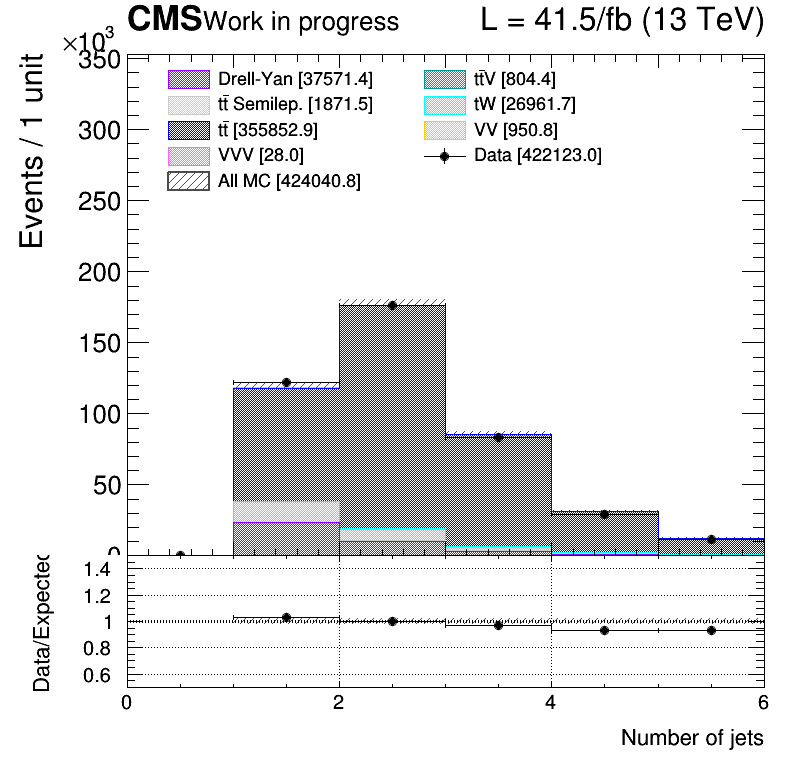 CMS Work in progress L = 41.5/fb (13 TeV)
×10³
Events / 1 unit
350
300
250
200
150
100
50
0
Drell-Yan [37571.4]
tt̄ Semilep. [1871.5]
tt̄ [355852.9]
VVV [28.0]
All MC [424040.8]
tt̄V [804.4]
tW [26961.7]
VV [950.8]
Data [422123.0]
Data/Expected
1.4
1.2
1
0.8
0.6
0 2 4 6
Number of jets